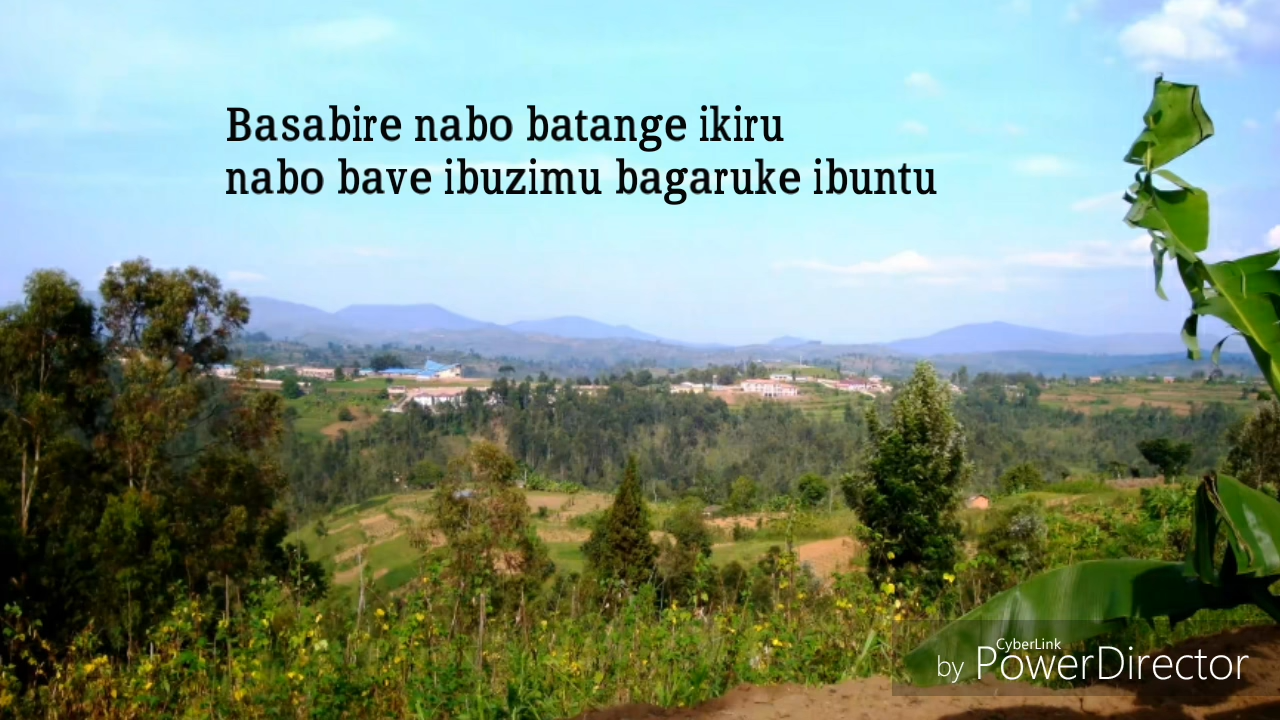 Basabire nabo batange ikiru
nabo bave ibuzimu bagaruke ibuntu
CyberLink
by PowerDirector